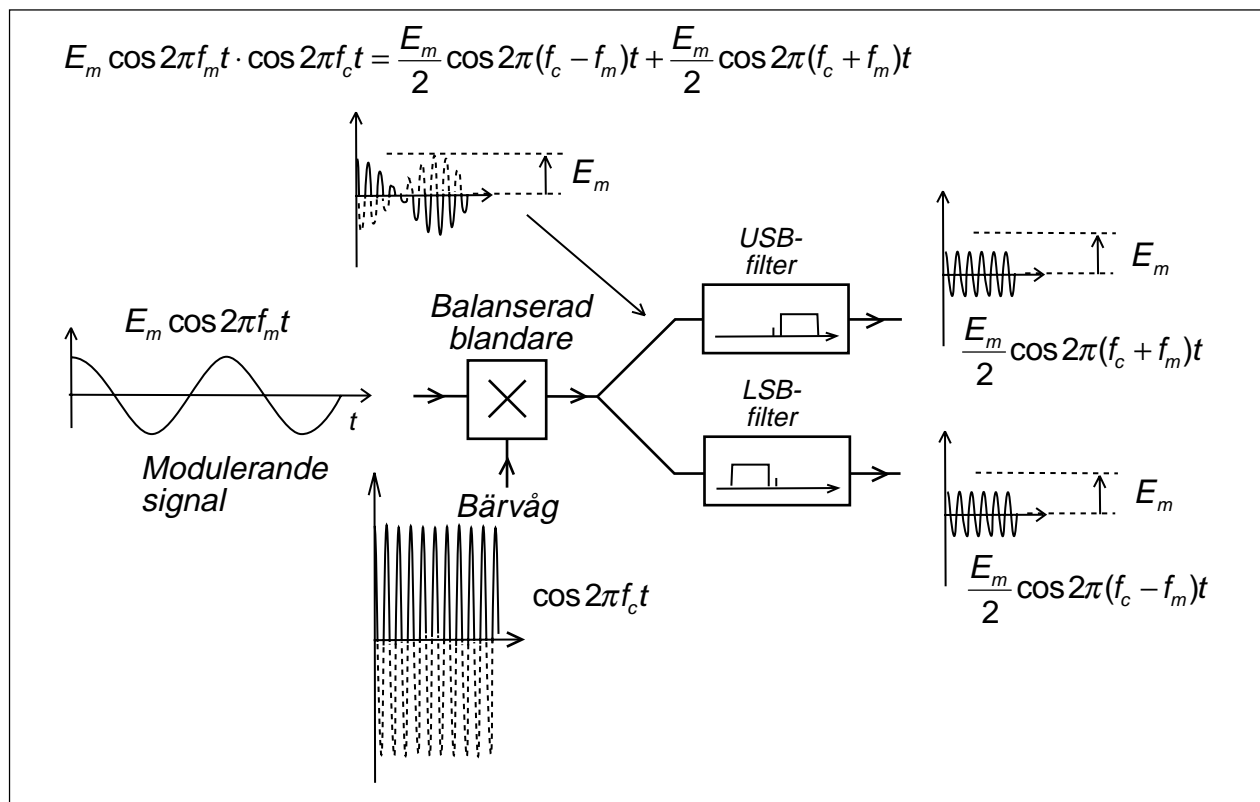 E_m cos 2πf_m t · cos 2πf_c t = E_m/2 cos 2π(f_c − f_m)t + E_m/2 cos 2π(f_c + f_m)t
E_m
USB-
filter
E_m
E_m/2 cos 2π(f_c + f_m)t
E_m cos 2πf_m t
t
Balanserad
blandare
Modulerande
signal
Bärvåg
LSB-
filter
E_m
E_m/2 cos 2π(f_c − f_m)t
cos 2πf_c t